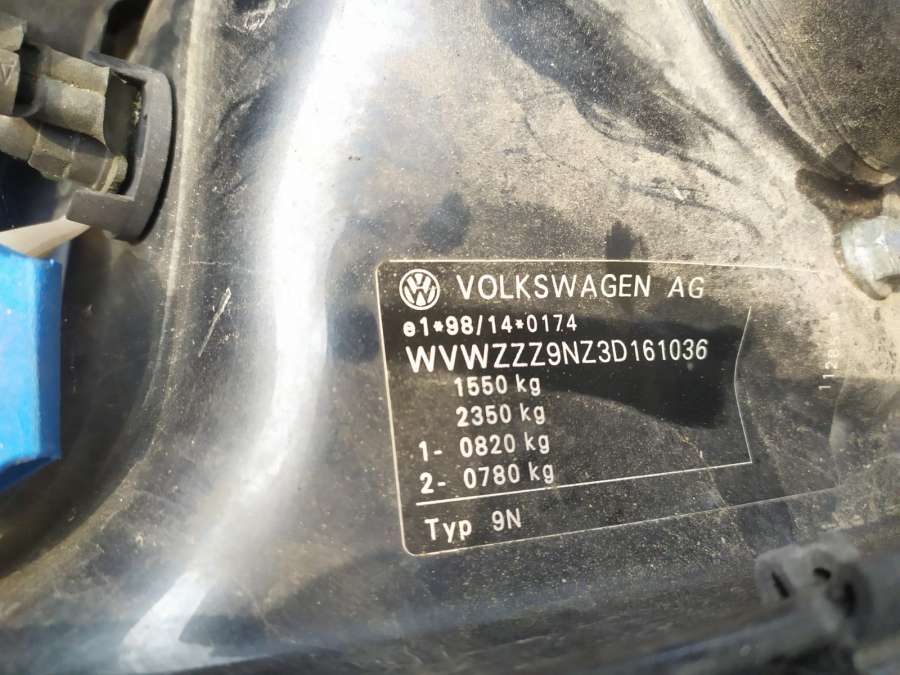 VOLKSWAGEN AG
e1*98/14*0174
WVWZZZ9NZ3D161036
1550 kg
2350 kg
1- 0820 kg
2- 0780 kg
Typ 9N